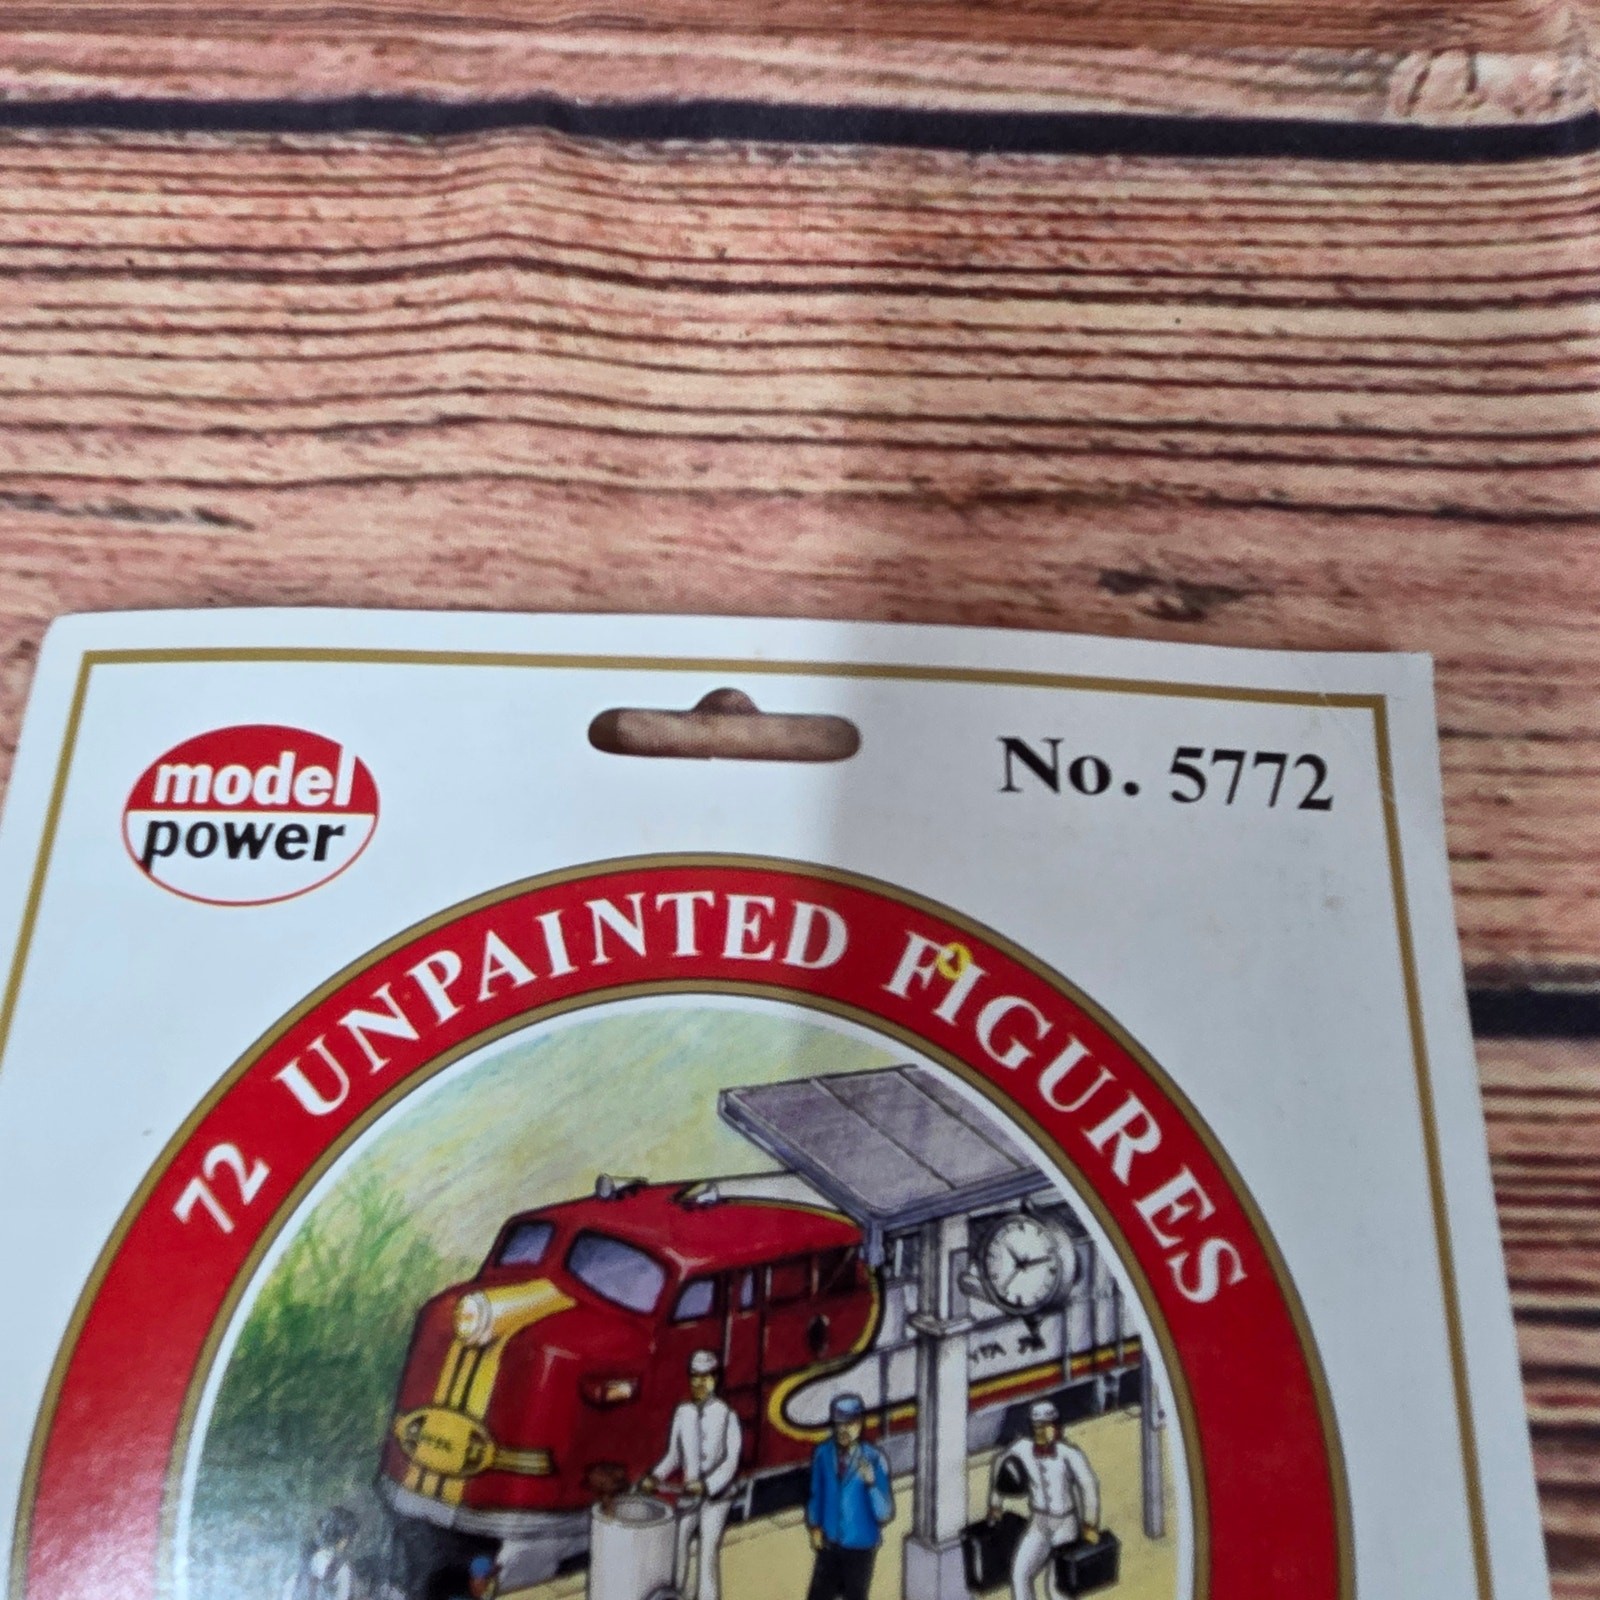 model
power
No. 5772
72 UNPAINTED FIGURES